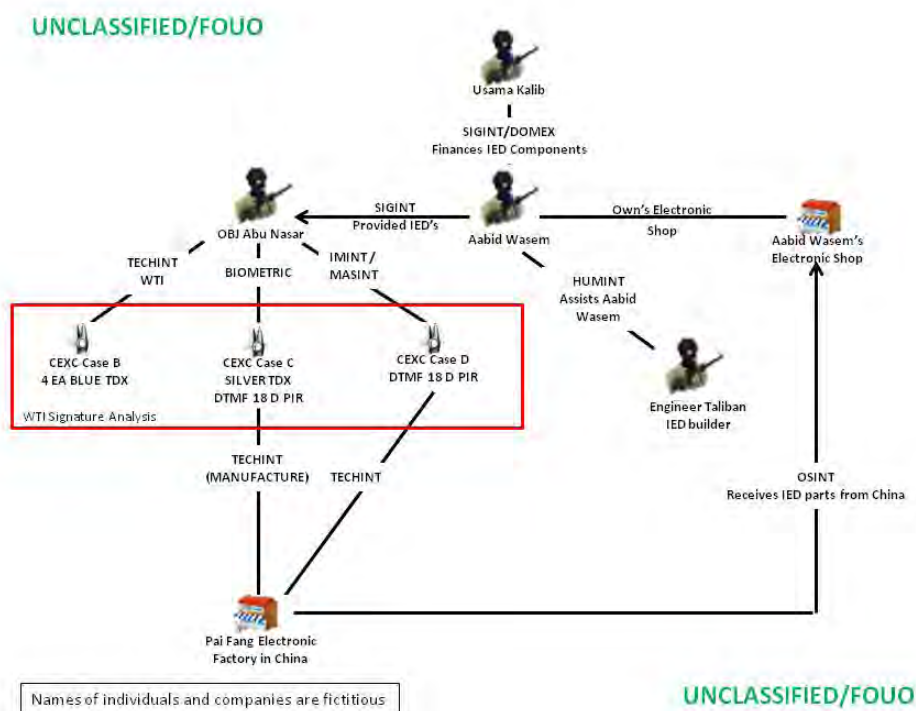 UNCLASSIFIED/FOUO
Usama Kalib
SIGINT/DOMEX
Finances IED Components
OBJ Abu Nasar
SIGINT
Provided IED's
Aabid Wasem
Own's Electronic
Shop
Aabid Wasem's
Electronic Shop
TECHINT
WTI
BIOMETRIC
IMINT /
MASINT
HUMINT
Assists Aabid
Wasem
CEXC Case B
4 EA BLUE TDX
CEXC Case C
SILVER TDX
DTMF 18 D PIR
CEXC Case D
DTMF 18 D PIR
WTI Signature Analysis
Engineer Taliban
IED builder
TECHINT
(MANUFACTURE)
TECHINT
OSINT
Receives IED parts from China
Pai Fang Electronic
Factory in China
Names of individuals and companies are fictitious
UNCLASSIFIED/FOUO